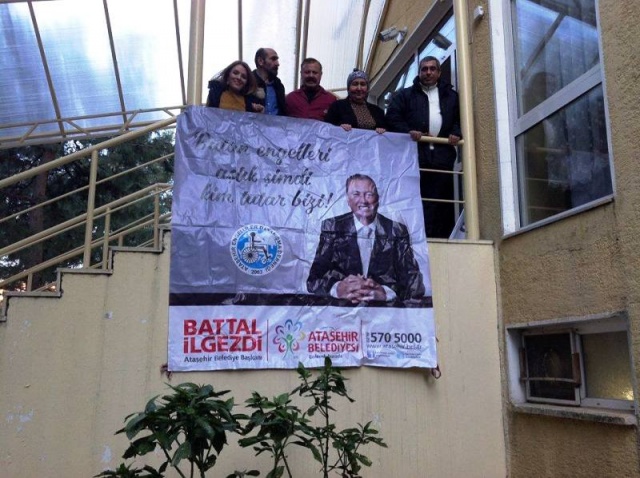 Bütün engelleri
aştık şimdi
kim tutar bizi!
BATTAL
İLGEZDİ
Ataşehir Belediye Başkanı
ATAŞEHİR
BELEDİYESİ
570 5000